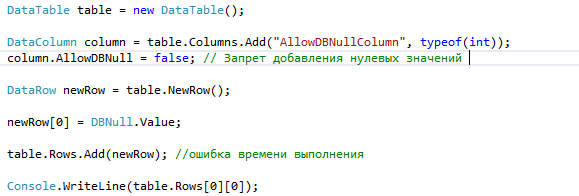 DataTable table = new DataTable();
DataColumn column = table.Columns.Add("AllowDBNullColumn", typeof(int));
column.AllowDBNull = false; // Запрет добавления нулевых значений
DataRow newRow = table.NewRow();
newRow[0] = DBNull.Value;
table.Rows.Add(newRow); //ошибка времени выполнения
Console.WriteLine(table.Rows[0][0]);